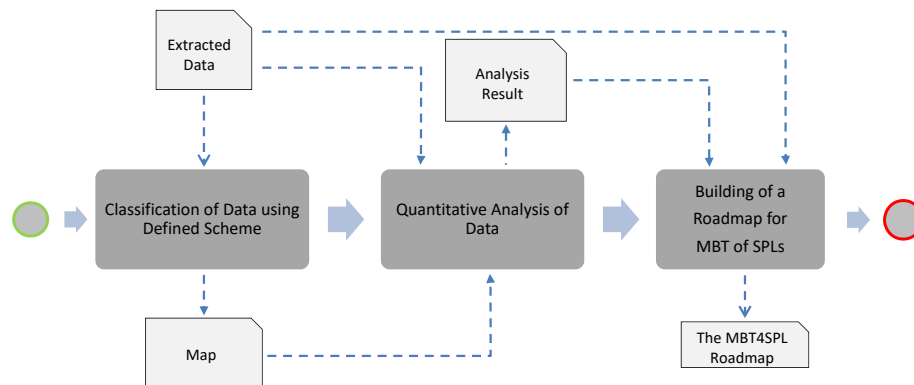 Extracted
Data
Analysis
Result
Classification of Data using
Defined Scheme
Quantitative Analysis of
Data
Building of a
Roadmap for
MBT of SPLs
Map
The MBT4SPL
Roadmap